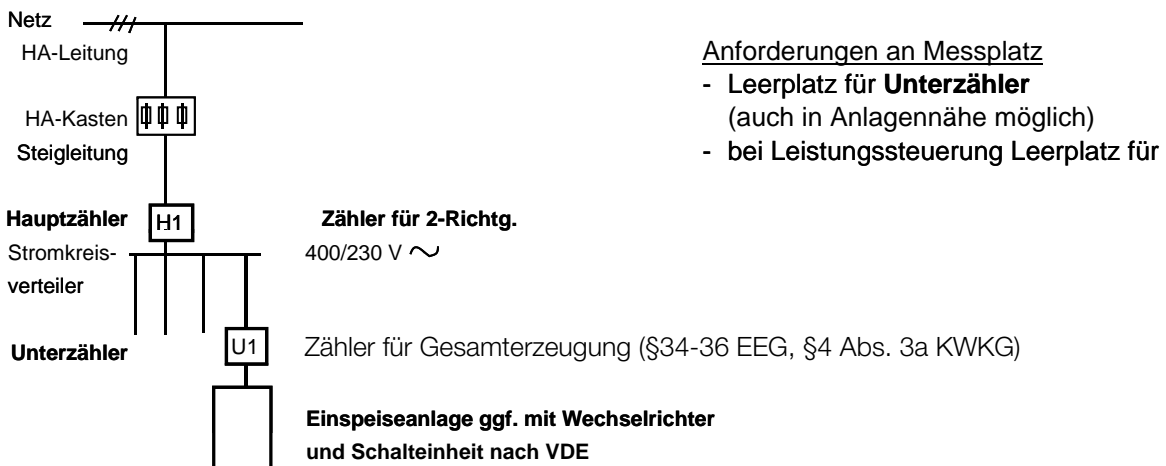 Netz
HA-Leitung
HA-Kasten
Steigleitung
Hauptzähler H1 Zähler für 2-Richtg.
Stromkreis- 400/230 V
verteiler
Unterzähler U1 Zähler für Gesamterzeugung (§34-36 EEG, §4 Abs. 3a KWKG)
Einspeiseanlage ggf. mit Wechselrichter
und Schalteinheit nach VDE
Anforderungen an Messplatz
- Leerplatz für Unterzähler
(auch in Anlagennähe möglich)
- bei Leistungssteuerung Leerplatz für